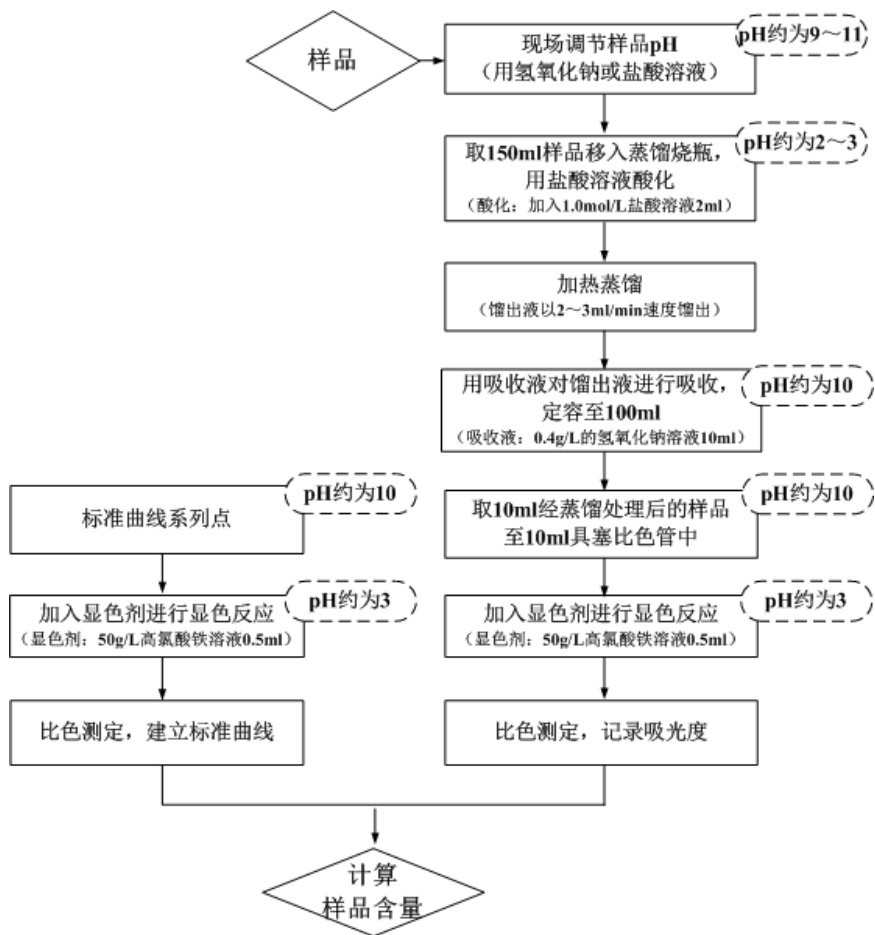 样品
现场调节样品pH
（用氢氧化钠或盐酸溶液）
pH约为9～11
取150ml样品移入蒸馏烧瓶，
用盐酸溶液酸化
（酸化：加入1.0mol/L盐酸溶液2ml）
pH约为2～3
加热蒸馏
（馏出液以2～3ml/min速度馏出）
用吸收液对馏出液进行吸收，
定容至100ml
（吸收液：0.4g/L的氢氧化钠溶液10ml）
pH约为10
标准曲线系列点
pH约为10
取10ml经蒸馏处理后的样品
至10ml具塞比色管中
pH约为10
加入显色剂进行显色反应
（显色剂：50g/L高氯酸铁溶液0.5ml）
pH约为3
加入显色剂进行显色反应
（显色剂：50g/L高氯酸铁溶液0.5ml）
pH约为3
比色测定，建立标准曲线
比色测定，记录吸光度
计算
样品含量